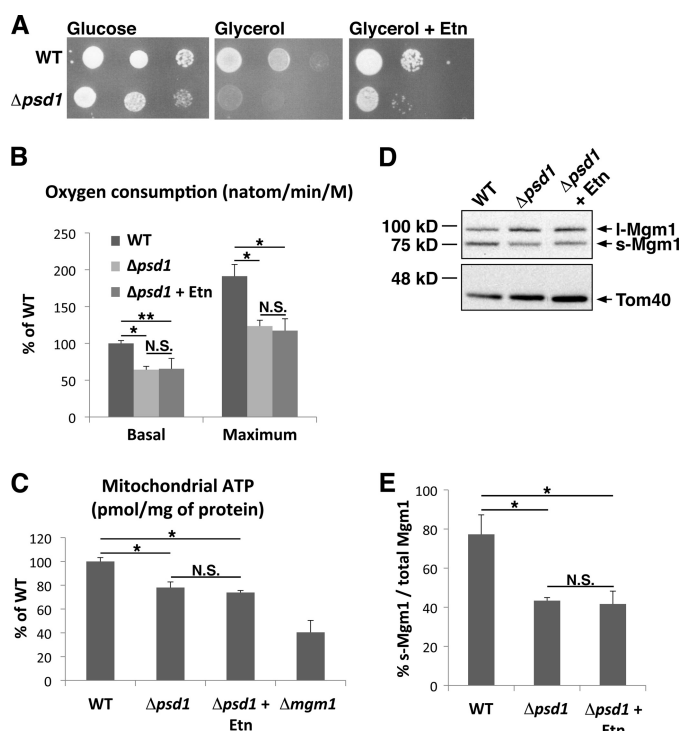 A
Glucose
Glycerol
Glycerol + Etn
WT
Δpsd1
B
Oxygen consumption (natom/min/M)
% of WT
250
200
150
100
50
0
WT
Δpsd1
Δpsd1 + Etn
*
**
N.S.
*
*
N.S.
Basal
Maximum
D
WT
Δpsd1
Δpsd1 + Etn
100 kD
75 kD
48 kD
l-Mgm1
s-Mgm1
Tom40
C
Mitochondrial ATP
(pmol/mg of protein)
% of WT
120
100
80
60
40
20
0
*
*
N.S.
WT
Δpsd1
Δpsd1 +
Etn
Δmgm1
E
% s-Mgm1 / total Mgm1
100
80
60
40
20
0
*
*
N.S.
WT
Δpsd1
Δpsd1 +
Etn